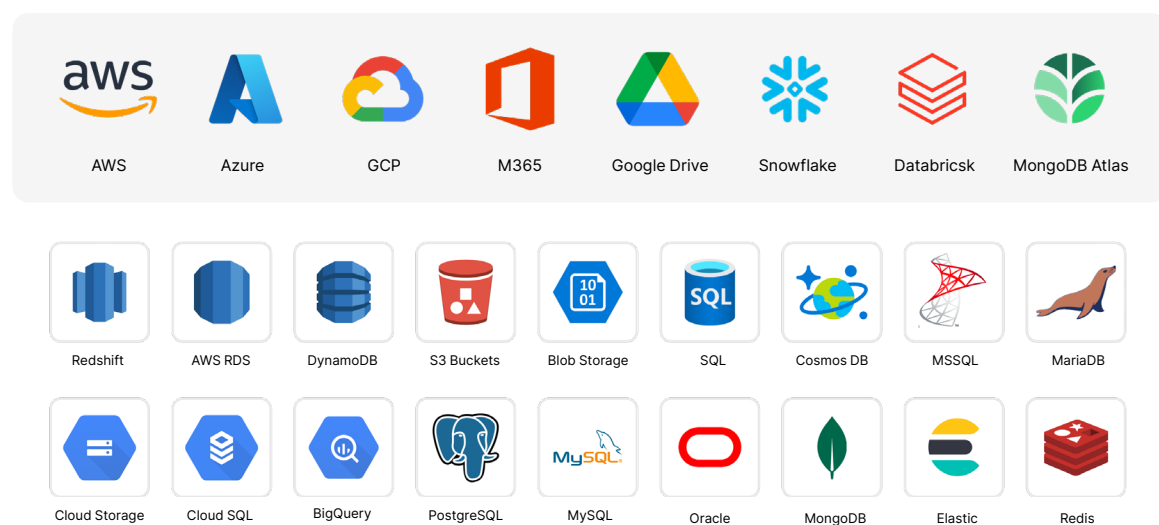 aws
AWS Azure GCP M365 Google Drive Snowflake Databricsk MongoDB Atlas
10
01
SQL
Redshift AWS RDS DynamoDB S3 Buckets Blob Storage SQL Cosmos DB MSSQL MariaDB
MySQL
Cloud Storage Cloud SQL BigQuery PostgreSQL MySQL Oracle MongoDB Elastic Redis